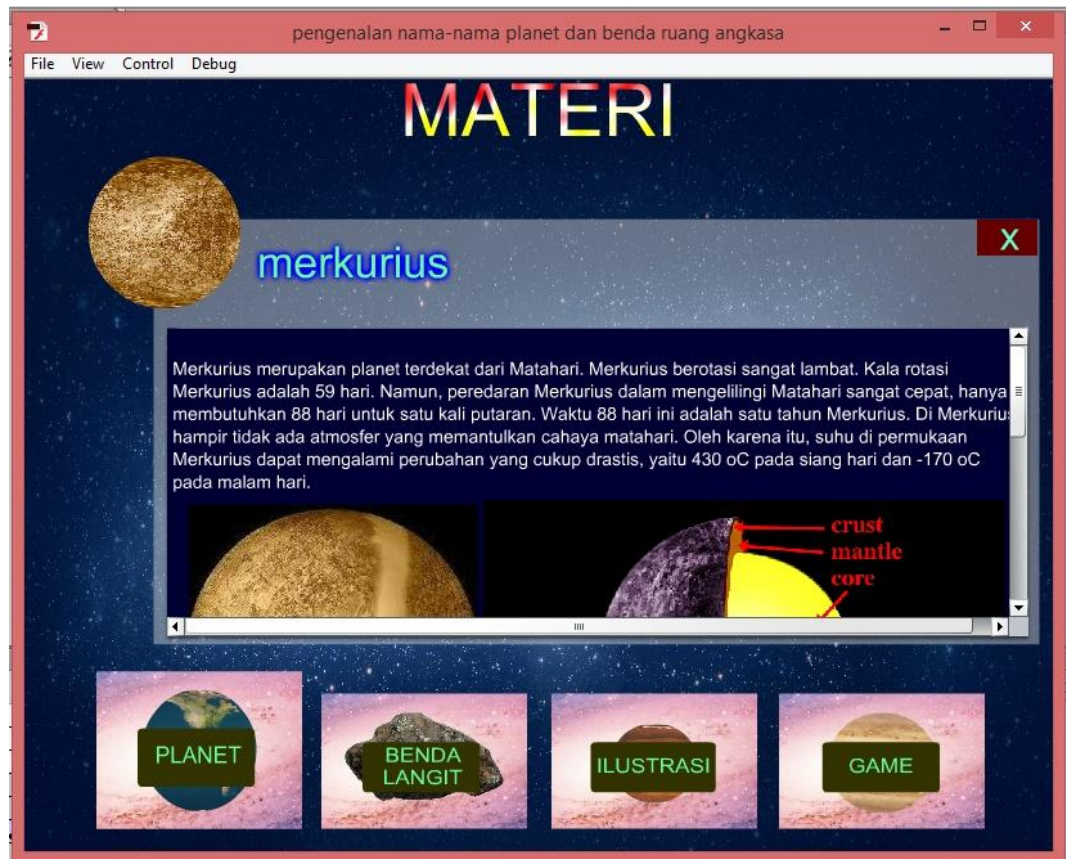 pengenalan nama-nama planet dan benda ruang angkasa
File View Control Debug
MATERI
merkurius
X
Merkurius merupakan planet terdekat dari Matahari. Merkurius berotasi sangat lambat. Kala rotasi
Merkurius adalah 59 hari. Namun, peredaran Merkurius dalam mengelilingi Matahari sangat cepat, hanya
membutuhkan 88 hari untuk satu kali putaran. Waktu 88 hari ini adalah satu tahun Merkurius. Di Merkurius
hampir tidak ada atmosfer yang memantulkan cahaya matahari. Oleh karena itu, suhu di permukaan
Merkurius dapat mengalami perubahan yang cukup drastis, yaitu 430 oC pada siang hari dan -170 oC
pada malam hari.
crust
mantle
core
PLANET
BENDA
LANGIT
ILUSTRASI
GAME